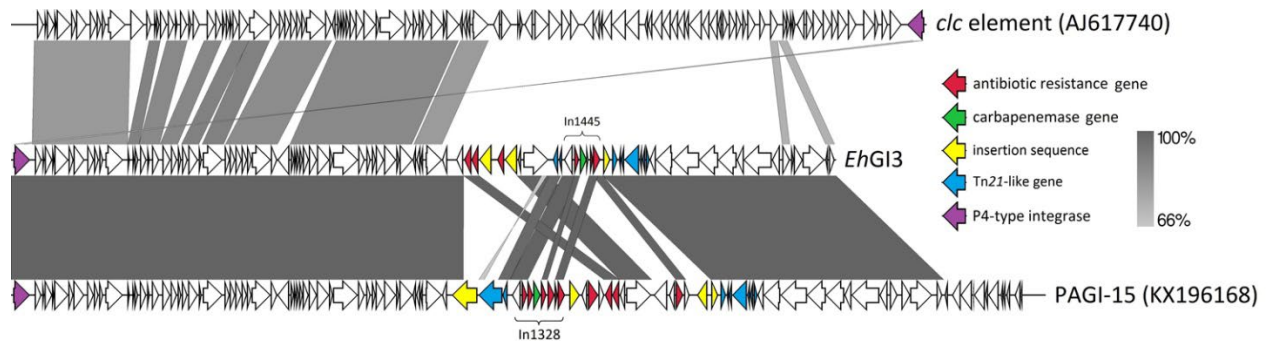 clc element (AJ617740)
antibiotic resistance gene
carbapenemase gene
100%
insertion sequence
Tn21-like gene
66%
P4-type integrase
In1445
EhGI3
PAGI-15 (KX196168)
In1328